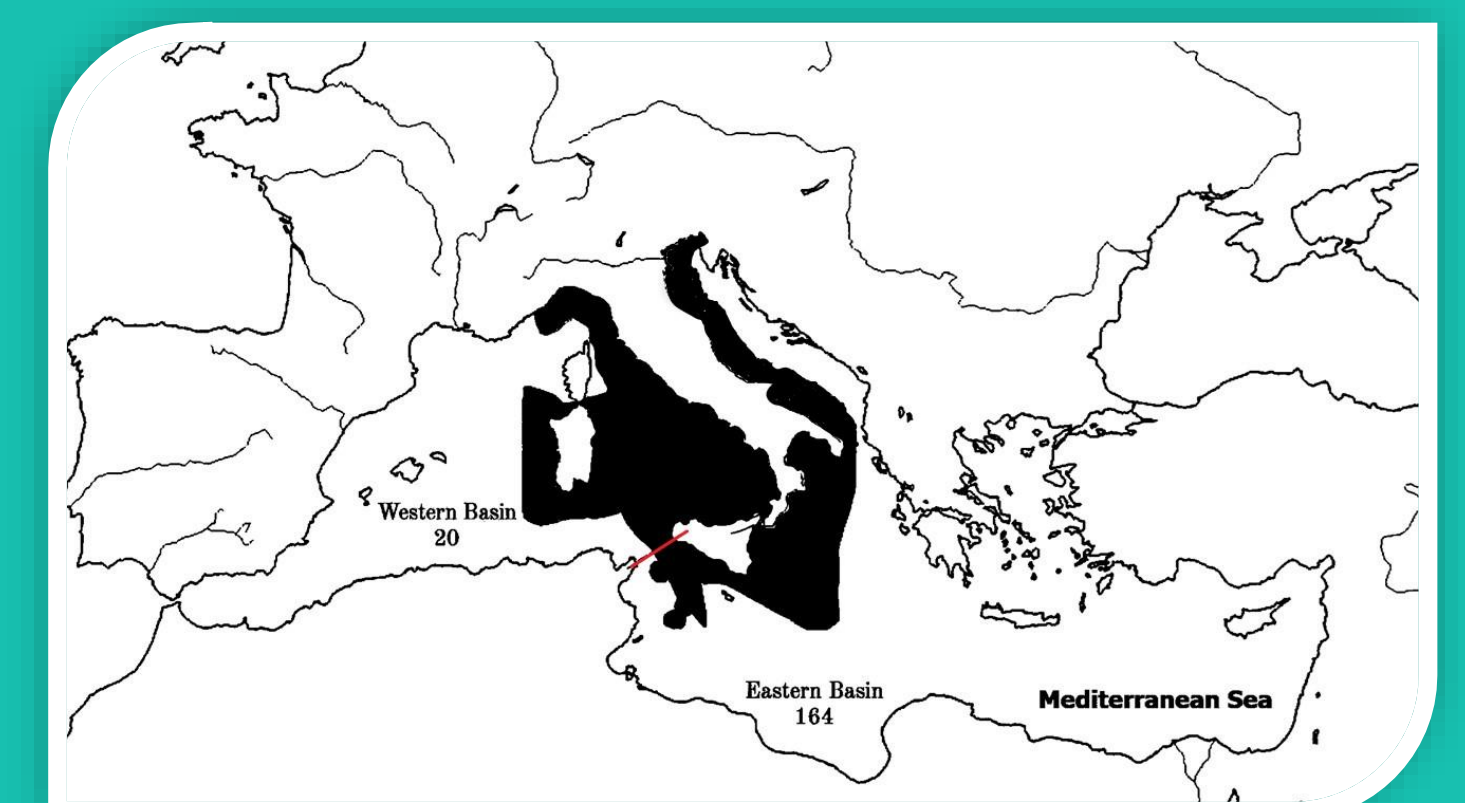 Western Basin
20
Eastern Basin
164
Mediterranean Sea